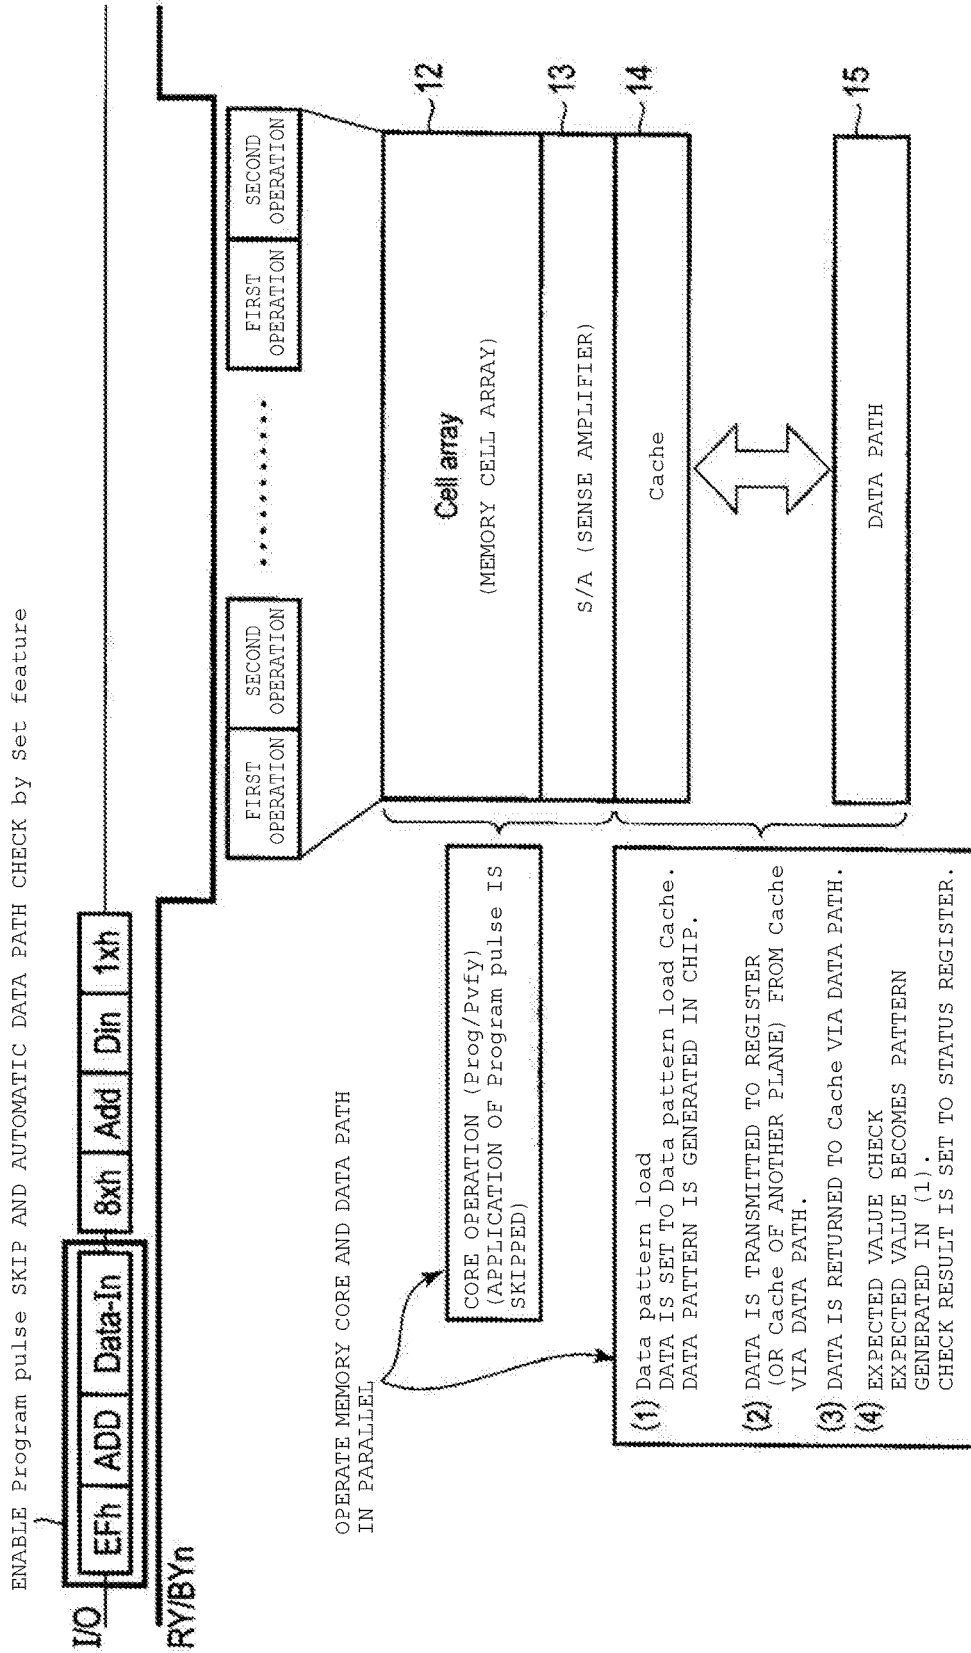 ENABLE Program pulse SKIP AND AUTOMATIC DATA PATH CHECK by Set feature
I/O
EFh ADD Data-In 8xh Add Din 1xh
RY/BYn
FIRST
OPERATION
SECOND
OPERATION
FIRST
OPERATION
SECOND
OPERATION
OPERATE MEMORY CORE AND DATA PATH
IN PARALLEL
CORE OPERATION (Prog/Pvfy)
(APPLICATION OF Program pulse IS
SKIPPED)
Cell array
(MEMORY CELL ARRAY)
12
S/A (SENSE AMPLIFIER)
13
Cache
14
DATA PATH
15
(1) Data pattern load
DATA IS SET TO Data pattern load Cache.
DATA PATTERN IS GENERATED IN CHIP.
(2) DATA IS TRANSMITTED TO REGISTER
(OR Cache OF ANOTHER PLANE) FROM Cache
VIA DATA PATH.
(3) DATA IS RETURNED TO Cache VIA DATA PATH.
(4) EXPECTED VALUE CHECK
EXPECTED VALUE BECOMES PATTERN
GENERATED IN (1).
CHECK RESULT IS SET TO STATUS REGISTER.